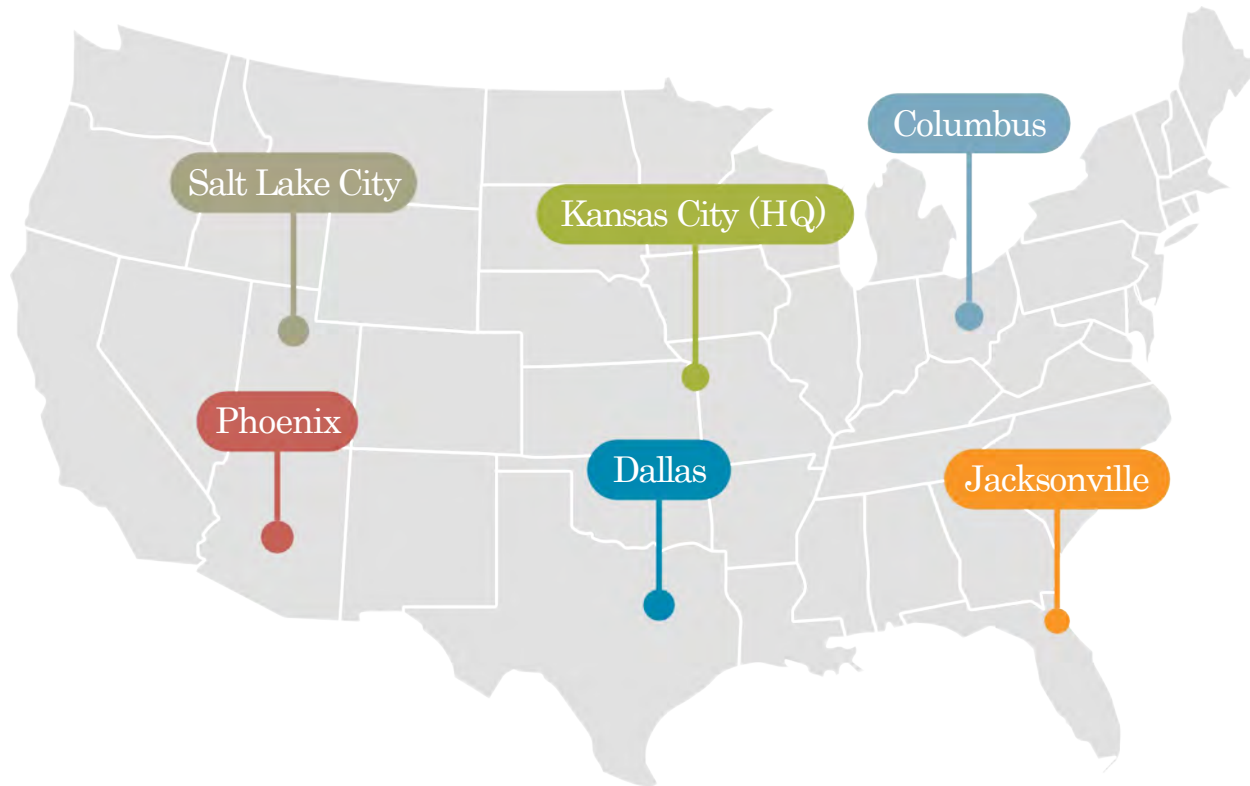 Columbus
Salt Lake City
Kansas City (HQ)
Phoenix
Dallas
Jacksonville